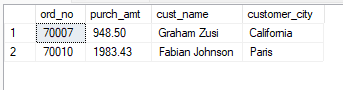 ord_no purch_amt cust_name customer_city
1 70007 948.50 Graham Zusi California
2 70010 1983.43 Fabian Johnson Paris